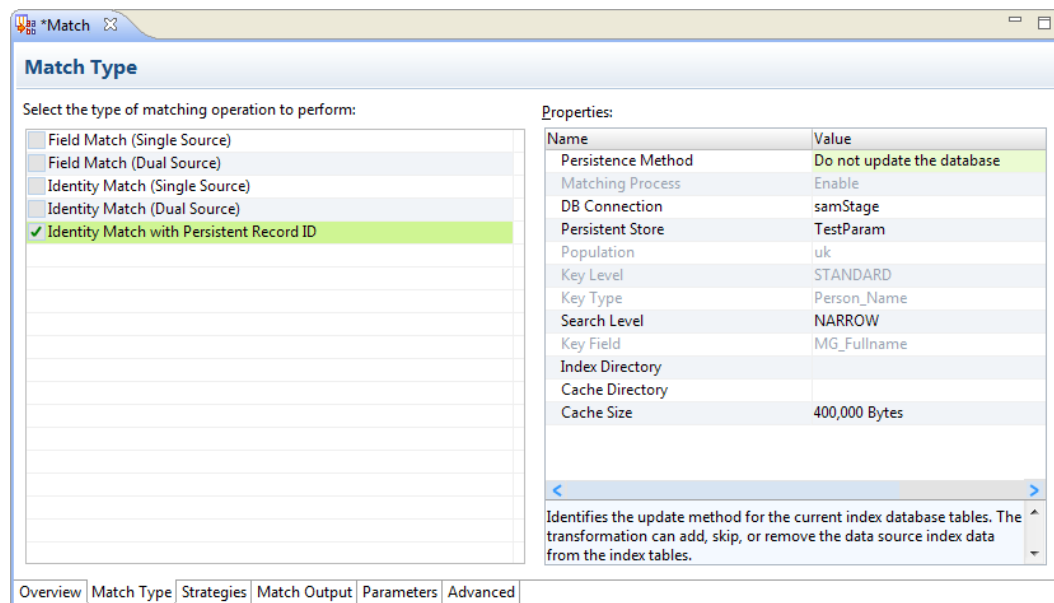 *Match
Match Type
Select the type of matching operation to perform:
Field Match (Single Source)
Field Match (Dual Source)
Identity Match (Single Source)
Identity Match (Dual Source)
Identity Match with Persistent Record ID
Properties:
Name Value
Persistence Method Do not update the database
Matching Process Enable
DB Connection samStage
Persistent Store TestParam
Population uk
Key Level STANDARD
Key Type Person_Name
Search Level NARROW
Key Field MG_Fullname
Index Directory
Cache Directory
Cache Size 400,000 Bytes
Identifies the update method for the current index database tables. The
transformation can add, skip, or remove the data source index data
from the index tables.
Overview Match Type Strategies Match Output Parameters Advanced